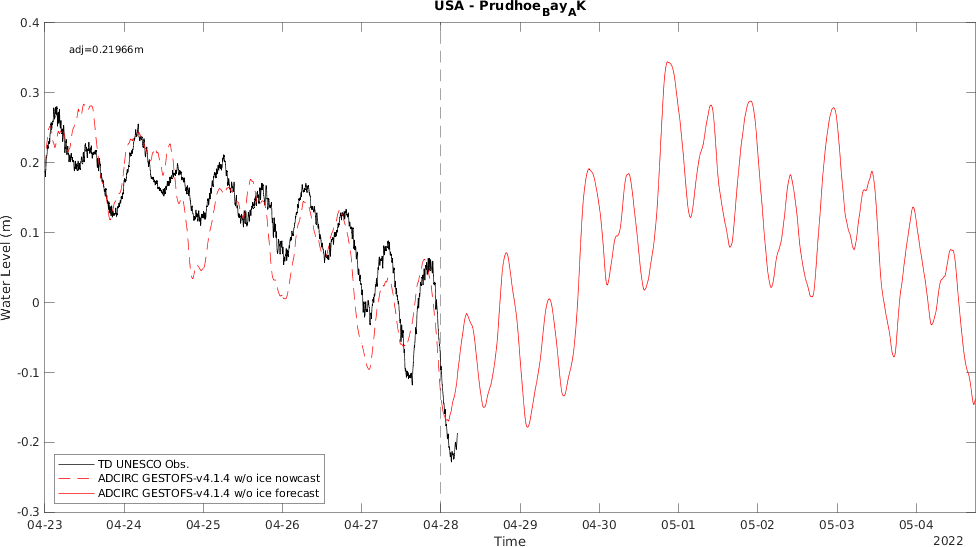 USA - PrudhoeBayAK
adj=0.21966m
0.4
0.3
0.2
0.1
0
-0.1
-0.2
-0.3
Water Level (m)
TD UNESCO Obs.
ADCIRC GESTOFS-v4.1.4 w/o ice nowcast
ADCIRC GESTOFS-v4.1.4 w/o ice forecast
04-23 04-24 04-25 04-26 04-27 04-28 04-29 04-30 05-01 05-02 05-03 05-04
Time
2022